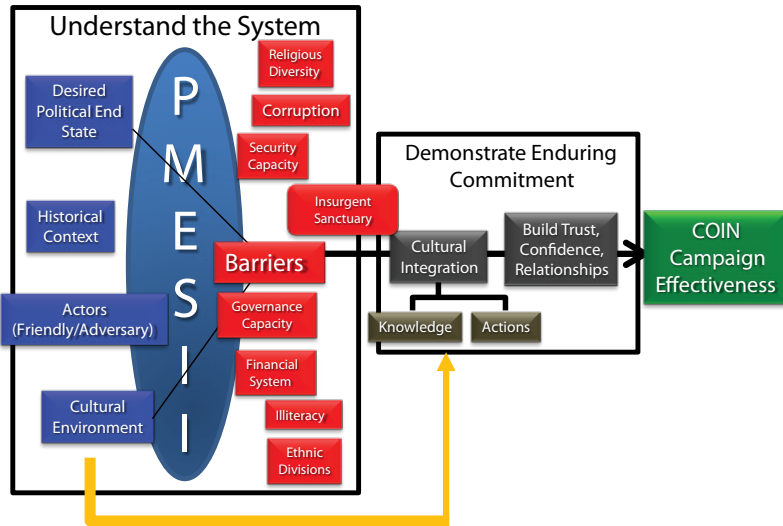 Understand the System
Desired
Political End
State
Historical
Context
Actors
(Friendly/Adversary)
Cultural
Environment
P
M
E
S
I
I
Religious
Diversity
Corruption
Security
Capacity
Insurgent
Sanctuary
Barriers
Governance
Capacity
Financial
System
Illiteracy
Ethnic
Divisions
Demonstrate Enduring
Commitment
Cultural
Integration
Build Trust,
Confidence,
Relationships
Knowledge
Actions
COIN
Campaign
Effectiveness